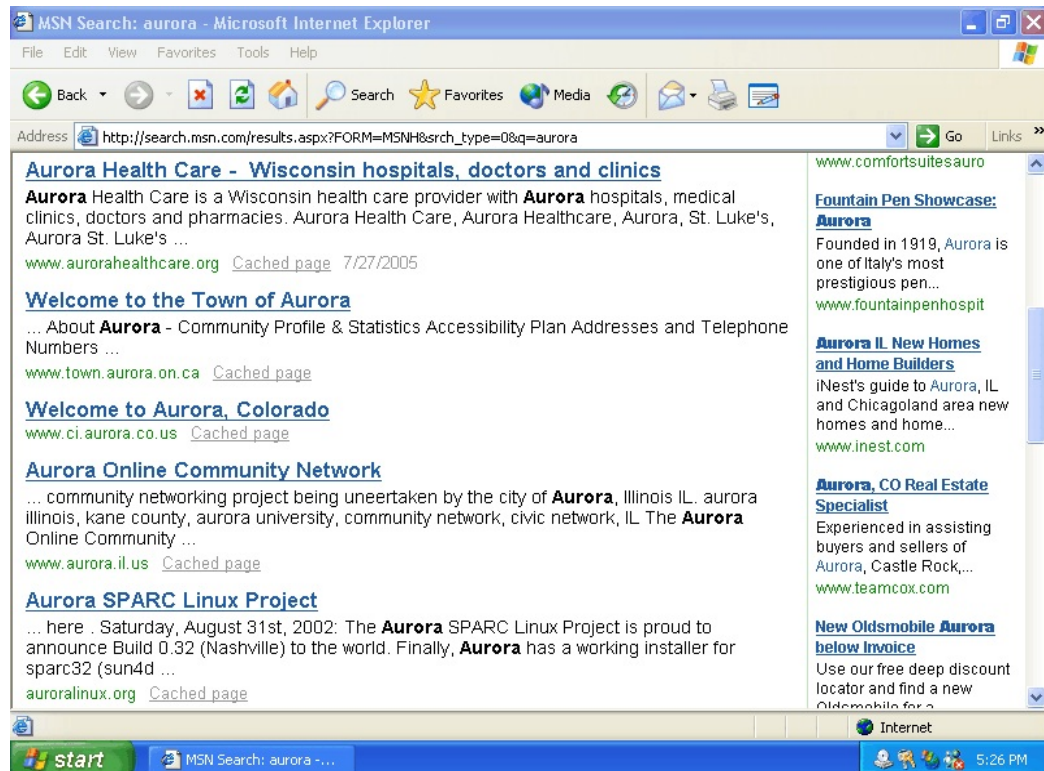 MSN Search: aurora - Microsoft Internet Explorer
File Edit View Favorites Tools Help
Back Search Favorites Media
Address http://search.msn.com/results.aspx?FORM=MSNH&srch_type=0&q=aurora Go Links »
Aurora Health Care - Wisconsin hospitals, doctors and clinics
Aurora Health Care is a Wisconsin health care provider with Aurora hospitals, medical
clinics, doctors and pharmacies. Aurora Health Care, Aurora Healthcare, Aurora, St. Luke's,
Aurora St. Luke's ...
www.aurorahealthcare.org Cached page 7/27/2005
Welcome to the Town of Aurora
... About Aurora - Community Profile & Statistics Accessibility Plan Addresses and Telephone
Numbers ...
www.town.aurora.on.ca Cached page
Welcome to Aurora, Colorado
www.ci.aurora.co.us Cached page
Aurora Online Community Network
... community networking project being uneertaken by the city of Aurora, Illinois IL. aurora
illinois, kane county, aurora university, community network, civic network, IL The Aurora
Online Community ...
www.aurora.il.us Cached page
Aurora SPARC Linux Project
... here . Saturday, August 31st, 2002: The Aurora SPARC Linux Project is proud to
announce Build 0.32 (Nashville) to the world. Finally, Aurora has a working installer for
sparc32 (sun4d ...
auroralinux.org Cached page
www.comfortsuitesauro
Fountain Pen Showcase:
Aurora
Founded in 1919, Aurora is
one of Italy's most
prestigious pen...
www.fountainpenhospit
Aurora IL New Homes
and Home Builders
iNest's guide to Aurora, IL
and Chicagoland area new
homes and home...
www.inest.com
Aurora, CO Real Estate
Specialist
Experienced in assisting
buyers and sellers of
Aurora, Castle Rock,...
www.teamcox.com
New Oldsmobile Aurora
below Invoice
Use our free deep discount
locator and find a new
Oldsmobile for a
Internet
start MSN Search: aurora -... 5:26 PM